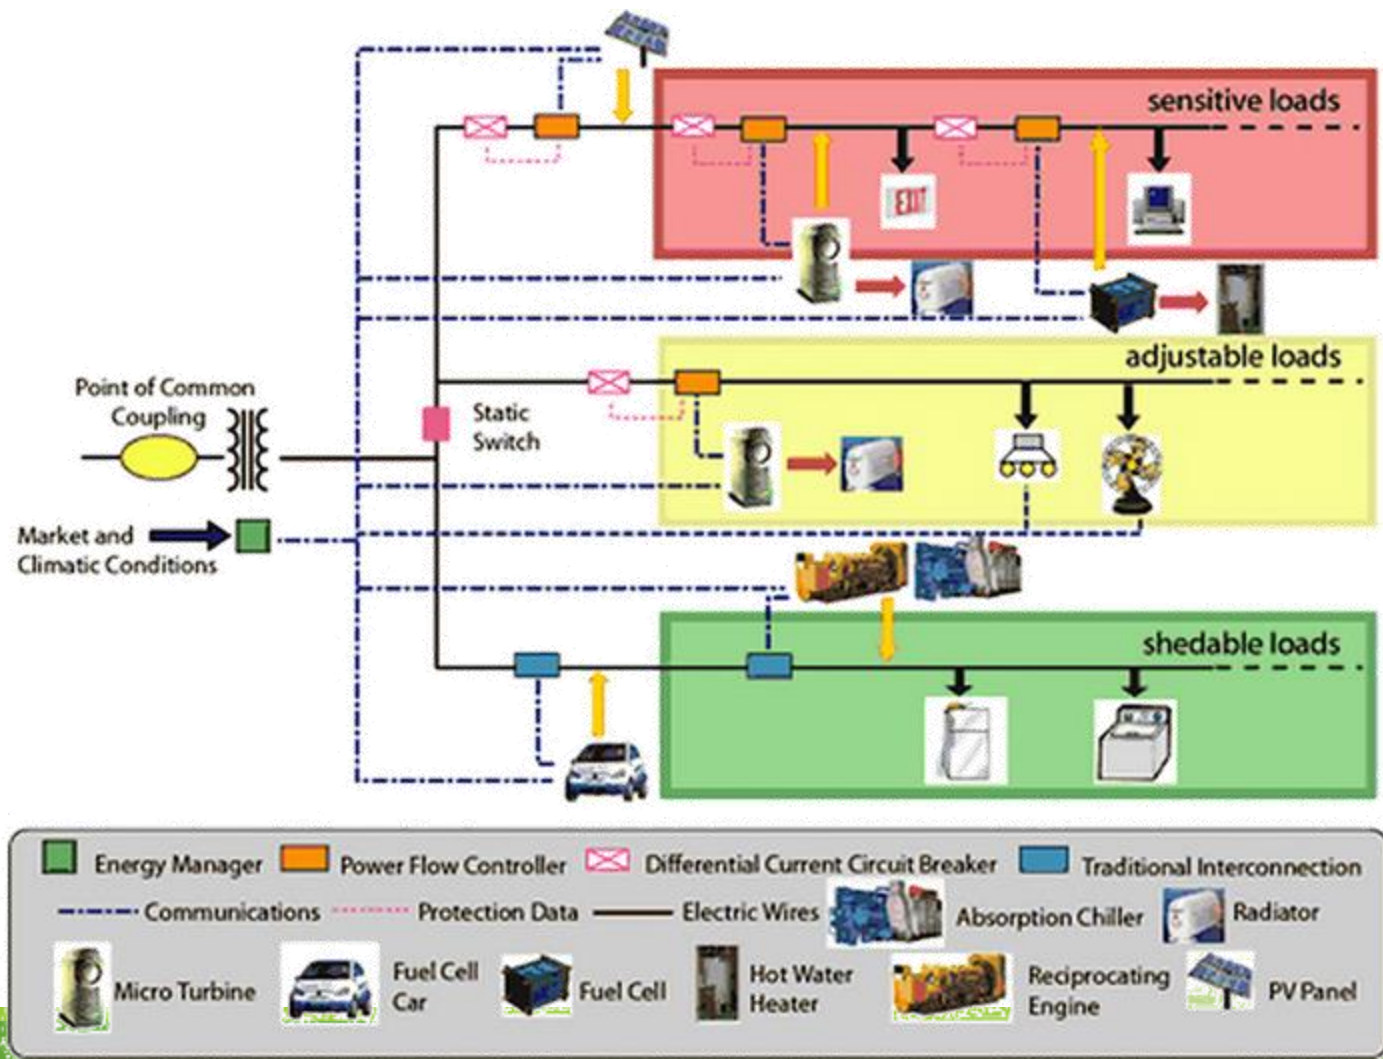 sensitive loads
EXIT
adjustable loads
Point of Common
Coupling
Static
Switch
Market and
Climatic Conditions
shedable loads
Energy Manager
Power Flow Controller
Differential Current Circuit Breaker
Traditional Interconnection
Communications
Protection Data
Electric Wires
Absorption Chiller
Radiator
Micro Turbine
Fuel Cell
Car
Fuel Cell
Hot Water
Heater
Reciprocating
Engine
PV Panel